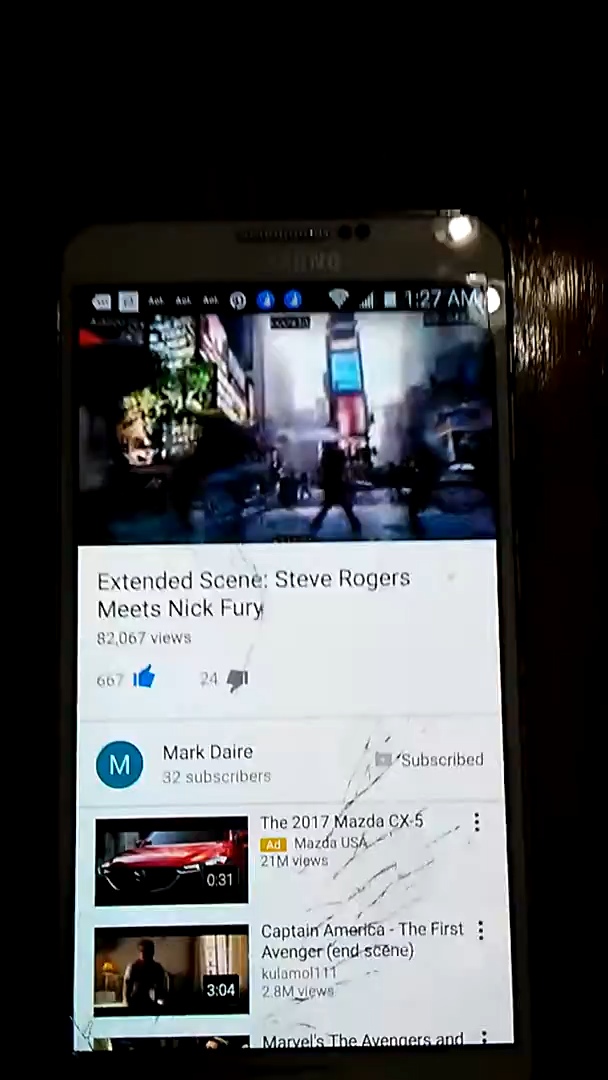 SAMSUNG
1:27 AM
Extended Scene: Steve Rogers
Meets Nick Fury
82,067 views
667
24
M
Mark Daire
32 subscribers
Subscribed
The 2017 Mazda CX-5
Ad Mazda USA
21M views
0:31
Captain America - The First
Avenger (end scene)
kulamol111
2.8M views
3:04
Marvel's The Avengers and